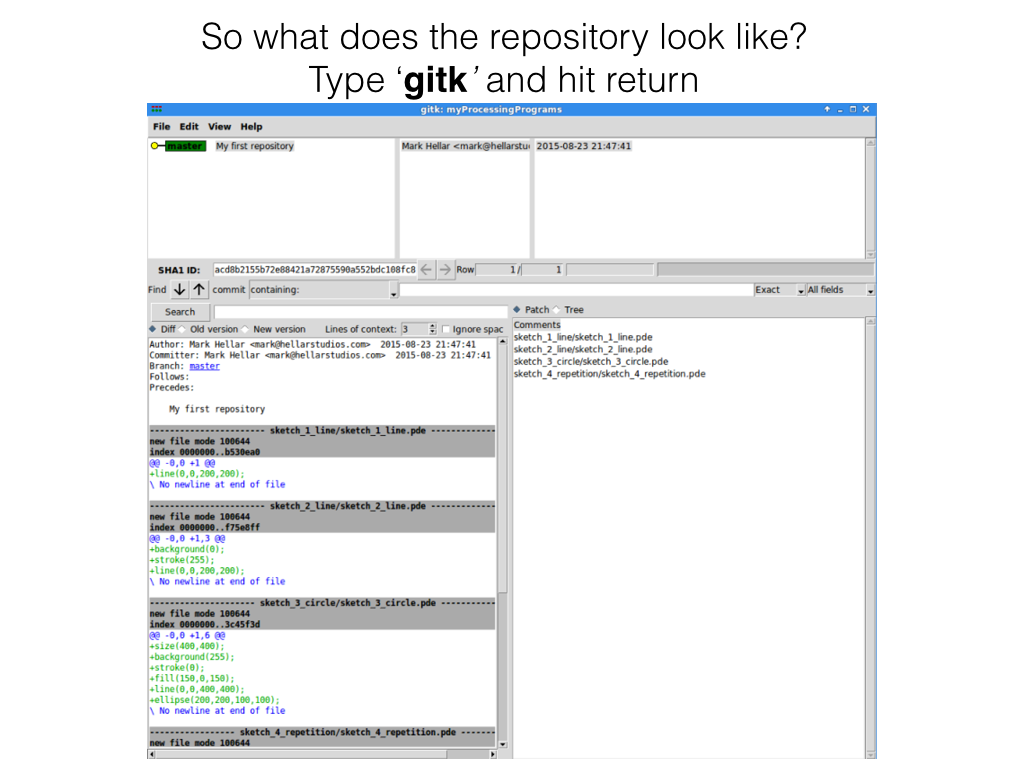 So what does the repository look like?
Type ‘gitk’ and hit return
gitk: myProcessingPrograms
File Edit View Help
master My first repository Mark Hellar <mark@hellarstu 2015-08-23 21:47:41
SHA1 ID: acd8b2155b72e88421a72875590a552bdc108fc8 Row 1/ 1
Find commit containing: Exact All fields
Search Patch Tree
Diff Old version New version Lines of context: 3 Ignore spac
Comments
sketch_1_line/sketch_1_line.pde
sketch_2_line/sketch_2_line.pde
sketch_3_circle/sketch_3_circle.pde
sketch_4_repetition/sketch_4_repetition.pde
Author: Mark Hellar <mark@hellarstudios.com> 2015-08-23 21:47:41
Committer: Mark Hellar <mark@hellarstudios.com> 2015-08-23 21:47:41
Branch: master
Follows:
Precedes:
My first repository
----------------------- sketch_1_line/sketch_1_line.pde -------------
new file mode 100644
index 0000000..b530ea0
@@ -0,0 +1 @@
+line(0,0,200,200);
\ No newline at end of file
----------------------- sketch_2_line/sketch_2_line.pde -------------
new file mode 100644
index 0000000..f75e8ff
@@ -0,0 +1,3 @@
+background(0);
+stroke(255);
+line(0,0,200,200);
\ No newline at end of file
--------------------- sketch_3_circle/sketch_3_circle.pde -----------
new file mode 100644
index 0000000..3c45f3d
@@ -0,0 +1,6 @@
+size(400,400);
+background(255);
+stroke(0);
+fill(150,0,150);
+line(0,0,400,400);
+ellipse(200,200,100,100);
\ No newline at end of file
----------------- sketch_4_repetition/sketch_4_repetition.pde -------
new file mode 100644